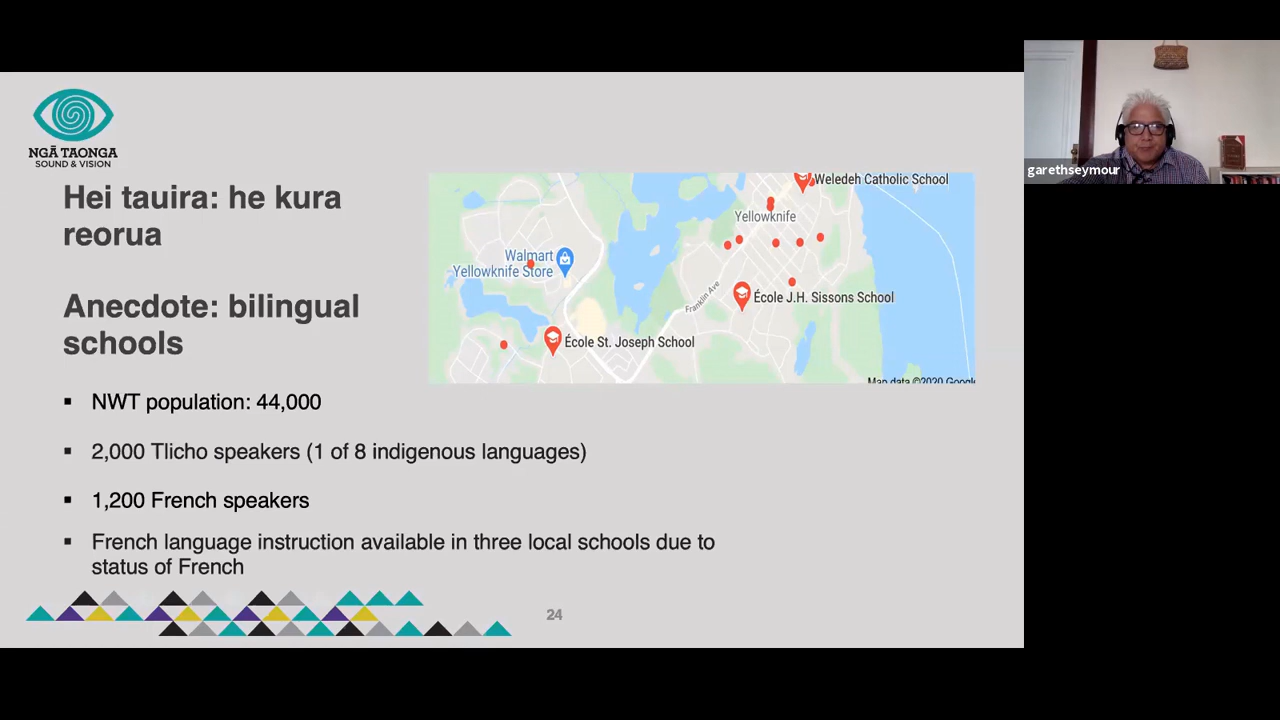 NGĀ TAONGA
SOUND & VISION
Hei tauira: he kura
reorua
Anecdote: bilingual
schools
Weledeh Catholic School
Yellowknife
Walmart
Yellowknife Store
Franklin Ave
École J.H. Sissons School
École St. Joseph School
Map data ©2020 Google
NWT population: 44,000
2,000 Tlicho speakers (1 of 8 indigenous languages)
1,200 French speakers
French language instruction available in three local schools due to
status of French
24
garethseymour